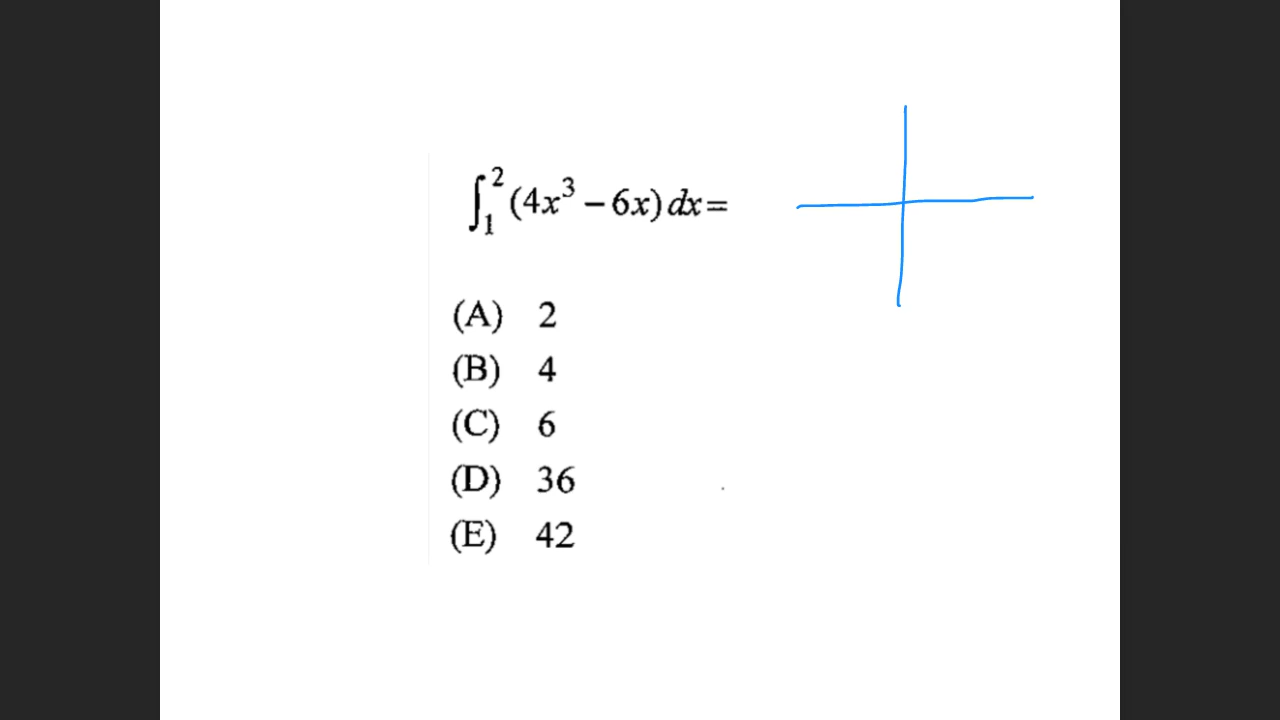 ∫₁² (4x³ − 6x) dx =
(A) 2
(B) 4
(C) 6
(D) 36
(E) 42